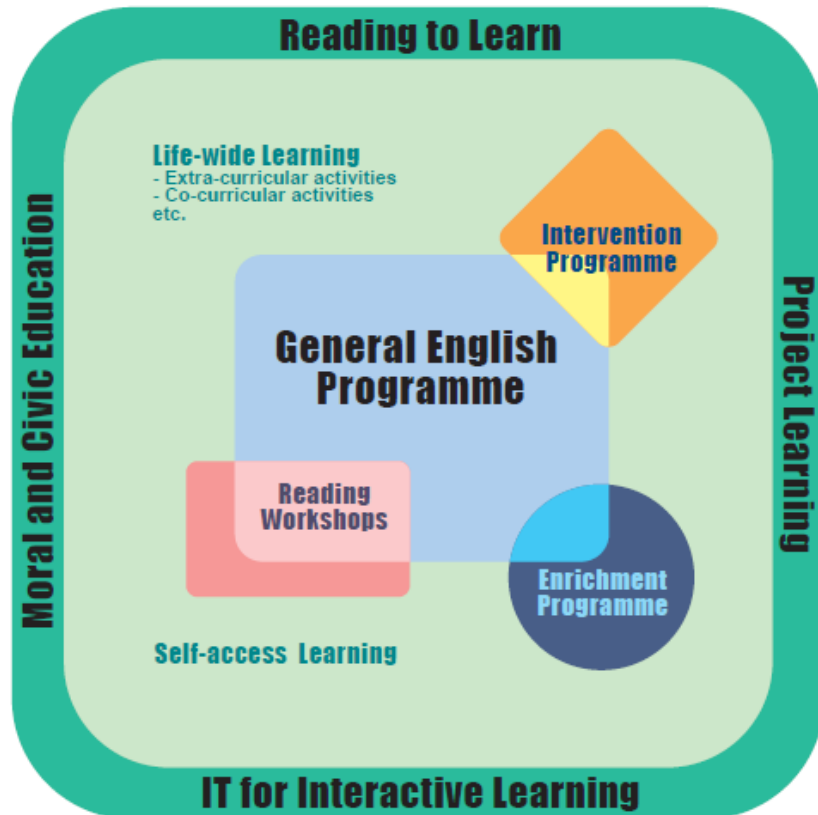 Reading to Learn
Life-wide Learning
- Extra-curricular activities
- Co-curricular activities
etc.
Intervention
Programme
Moral and Civic Education
Project Learning
General English
Programme
Reading
Workshops
Enrichment
Programme
Self-access Learning
IT for Interactive Learning